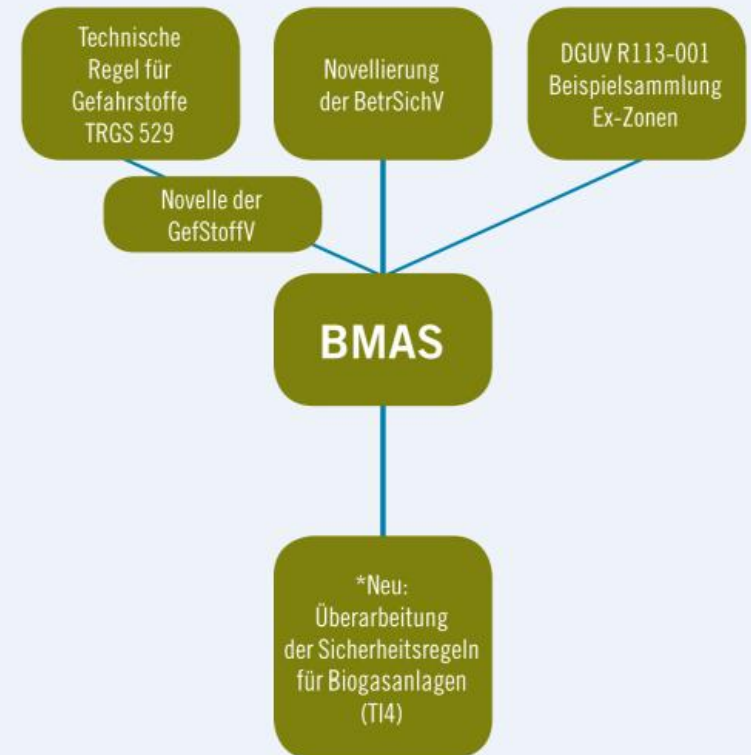 Technische
Regel für
Gefahrstoffe
TRGS 529
Novellierung
der BetrSichV
DGUV R113-001
Beispielsammlung
Ex-Zonen
Novelle der
GefStoffV
BMAS
*Neu:
Überarbeitung
der Sicherheitsregeln
für Biogasanlagen
(TI4)